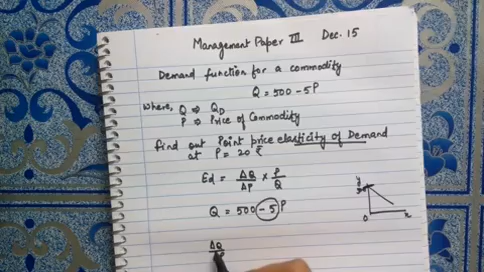 Management Paper III Dec. 15
Demand function for a commodity
Q = 500 - 5P
Where, Q ⇒ QD
P ⇒ Price of Commodity
Find out Point price elasticity of Demand
at P = 20 ₹
Ed = ΔQ/ΔP × P/Q
Q = 500 - 5P
y
0 x
ΔQ